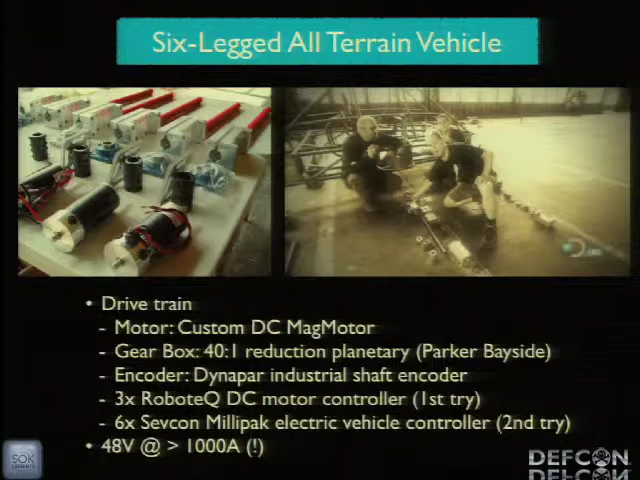 Six-Legged All Terrain Vehicle
• Drive train
- Motor: Custom DC MagMotor
- Gear Box: 40:1 reduction planetary (Parker Bayside)
- Encoder: Dynapar industrial shaft encoder
- 3x RoboteQ DC motor controller (1st try)
- 6x Sevcon Millipak electric vehicle controller (2nd try)
• 48V @ > 1000A (!)
SOK
DEFCON